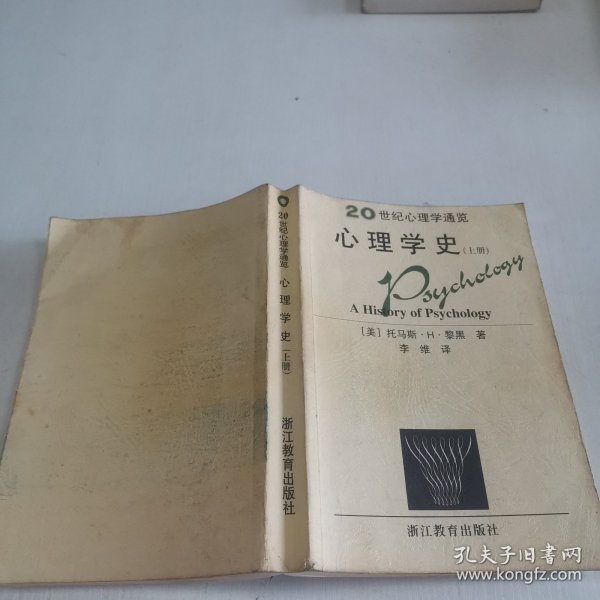 20世纪心理学通览
心理学史(上册)
Psychology
A History of Psychology
[美] 托马斯·H·黎黑 著
李维 译
浙江教育出版社
20世纪心理学通览
心理学史(上册)
浙江教育出版社
孔夫子旧书网
www.kongfz.com